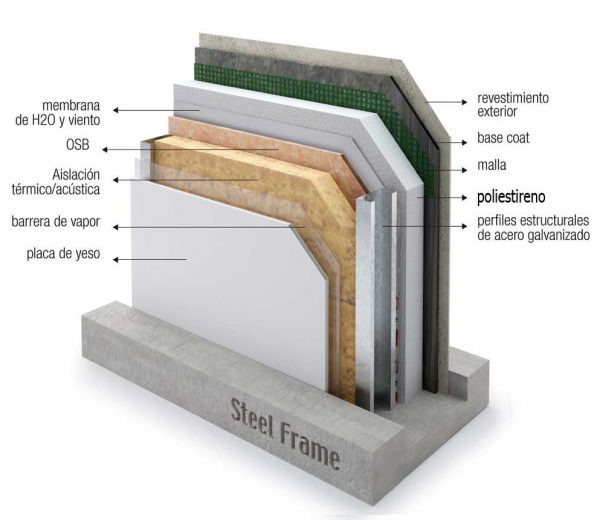 membrana
de H2O y viento
OSB
Aislación
térmico/acústica
barrera de vapor
placa de yeso
revestimiento
exterior
base coat
malla
poliestireno
perfiles estructurales
de acero galvanizado
Steel Frame